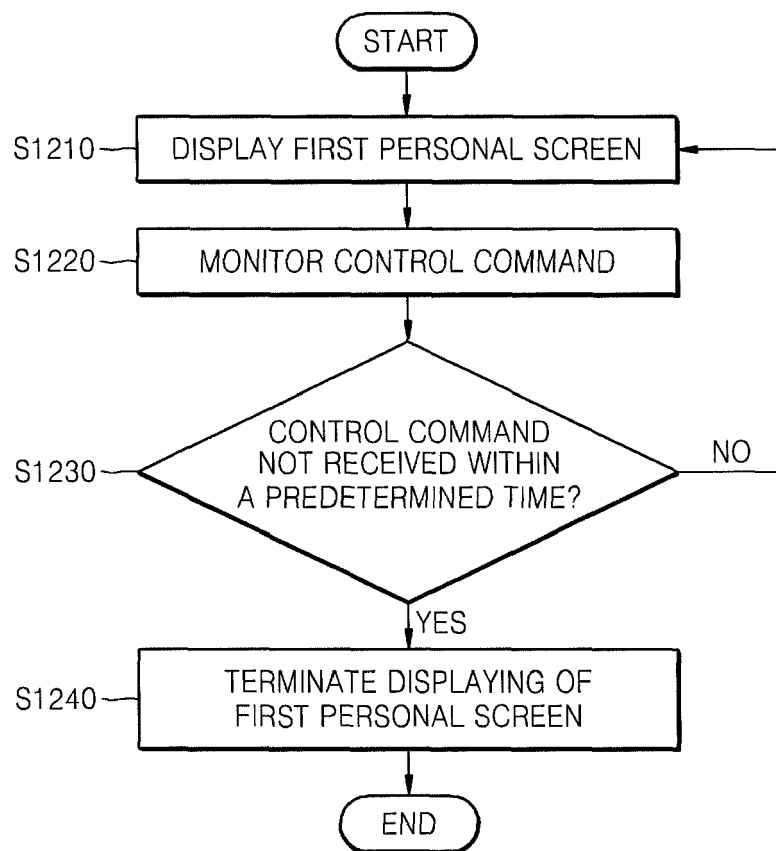 START
S1210
DISPLAY FIRST PERSONAL SCREEN
S1220
MONITOR CONTROL COMMAND
S1230
CONTROL COMMAND
NOT RECEIVED WITHIN
A PREDETERMINED TIME?
NO
YES
S1240
TERMINATE DISPLAYING OF
FIRST PERSONAL SCREEN
END